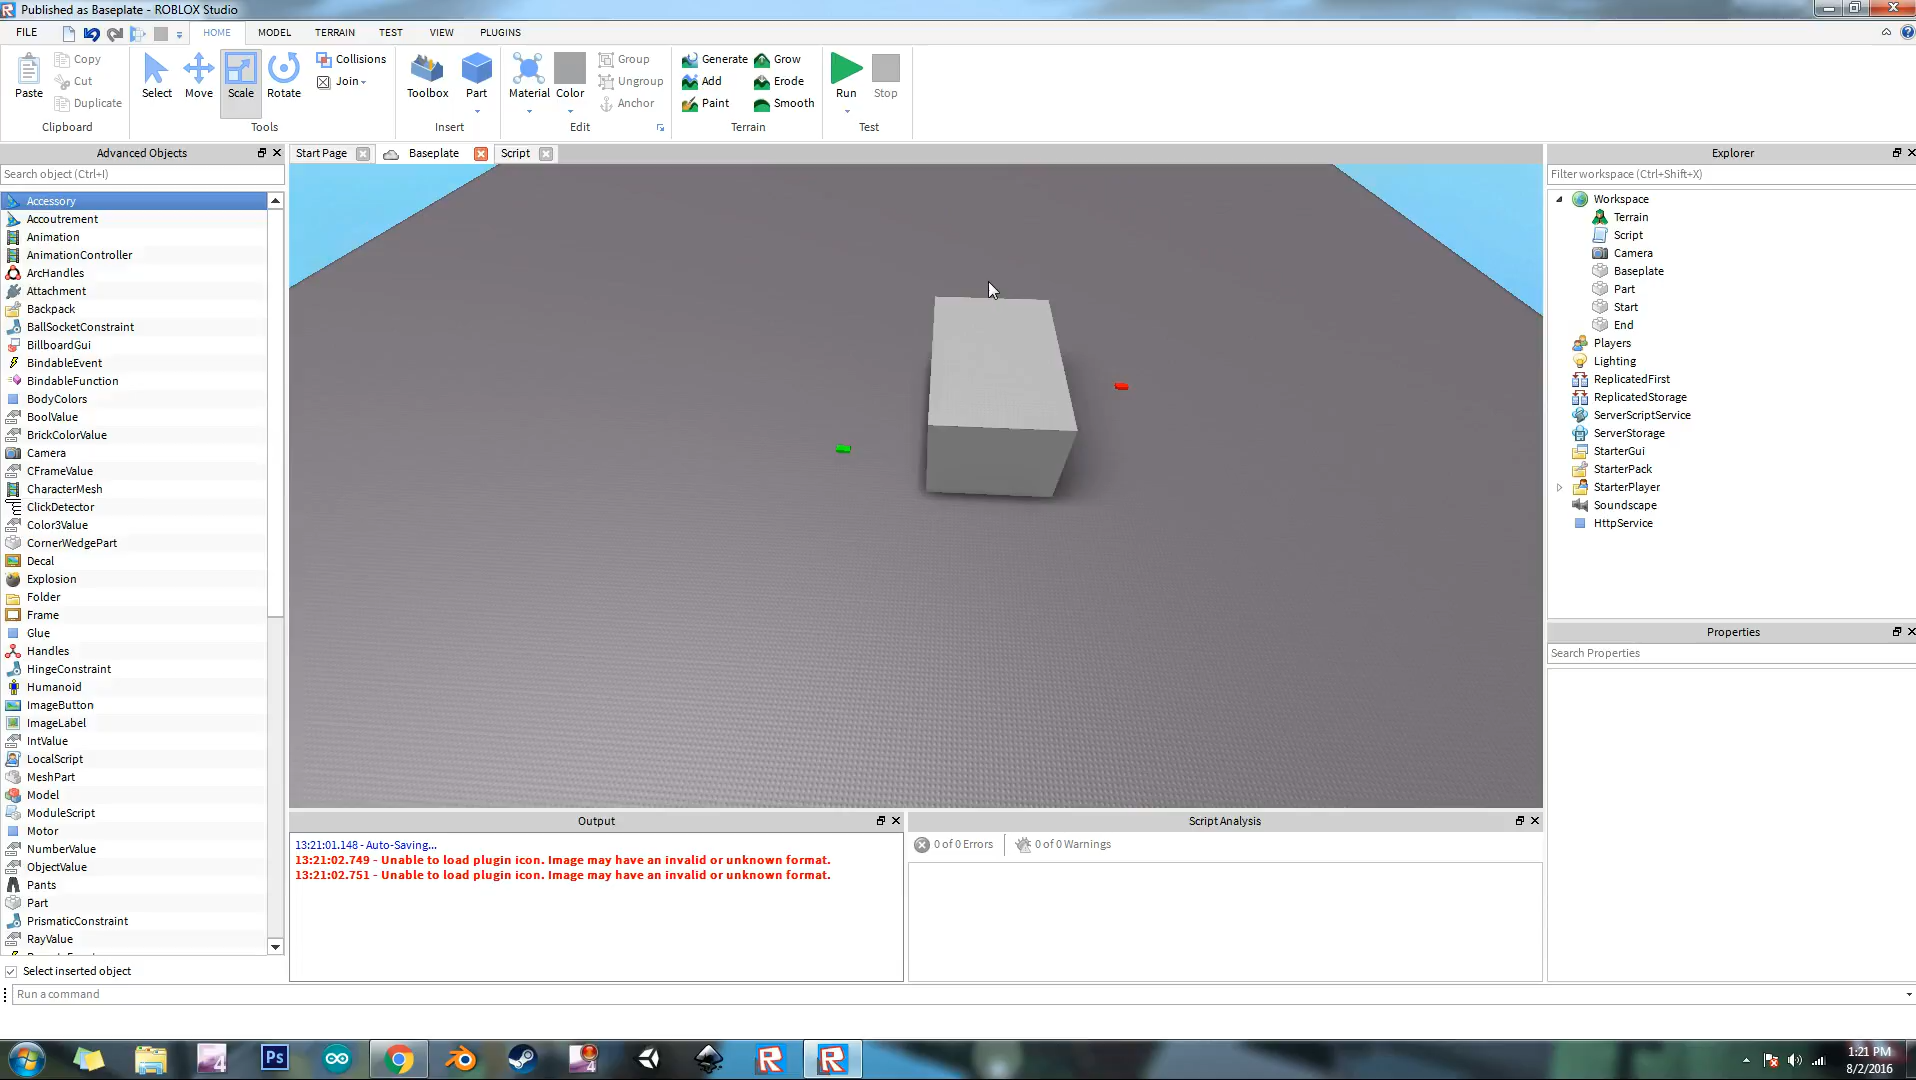 Published as Baseplate - ROBLOX Studio
FILE HOME MODEL TERRAIN TEST VIEW PLUGINS
Paste Copy Cut Duplicate Clipboard
Select Move Scale Rotate Collisions Join Tools
Toolbox Part Insert
Material Color Group Ungroup Anchor Edit
Generate Add Paint Grow Erode Smooth Terrain
Run Stop Test
Advanced Objects
Search object (Ctrl+I)
Accessory
Accoutrement
Animation
AnimationController
ArcHandles
Attachment
Backpack
BallSocketConstraint
BillboardGui
BindableEvent
BindableFunction
BodyColors
BoolValue
BrickColorValue
Camera
CFrameValue
CharacterMesh
ClickDetector
Color3Value
CornerWedgePart
Decal
Explosion
Folder
Frame
Glue
Handles
HingeConstraint
Humanoid
ImageButton
ImageLabel
IntValue
LocalScript
MeshPart
Model
ModuleScript
Motor
NumberValue
ObjectValue
Pants
Part
PrismaticConstraint
RayValue
Select inserted object
Run a command
Start Page Baseplate Script
Output
13:21:01.148 - Auto-Saving...
13:21:02.749 - Unable to load plugin icon. Image may have an invalid or unknown format.
13:21:02.751 - Unable to load plugin icon. Image may have an invalid or unknown format.
Script Analysis
0 of 0 Errors 0 of 0 Warnings
Explorer
Filter workspace (Ctrl+Shift+X)
Workspace
Terrain
Script
Camera
Baseplate
Part
Start
End
Players
Lighting
ReplicatedFirst
ReplicatedStorage
ServerScriptService
ServerStorage
StarterGui
StarterPack
StarterPlayer
Soundscape
HttpService
Properties
Search Properties
Ps
4
4
1:21 PM
8/2/2016